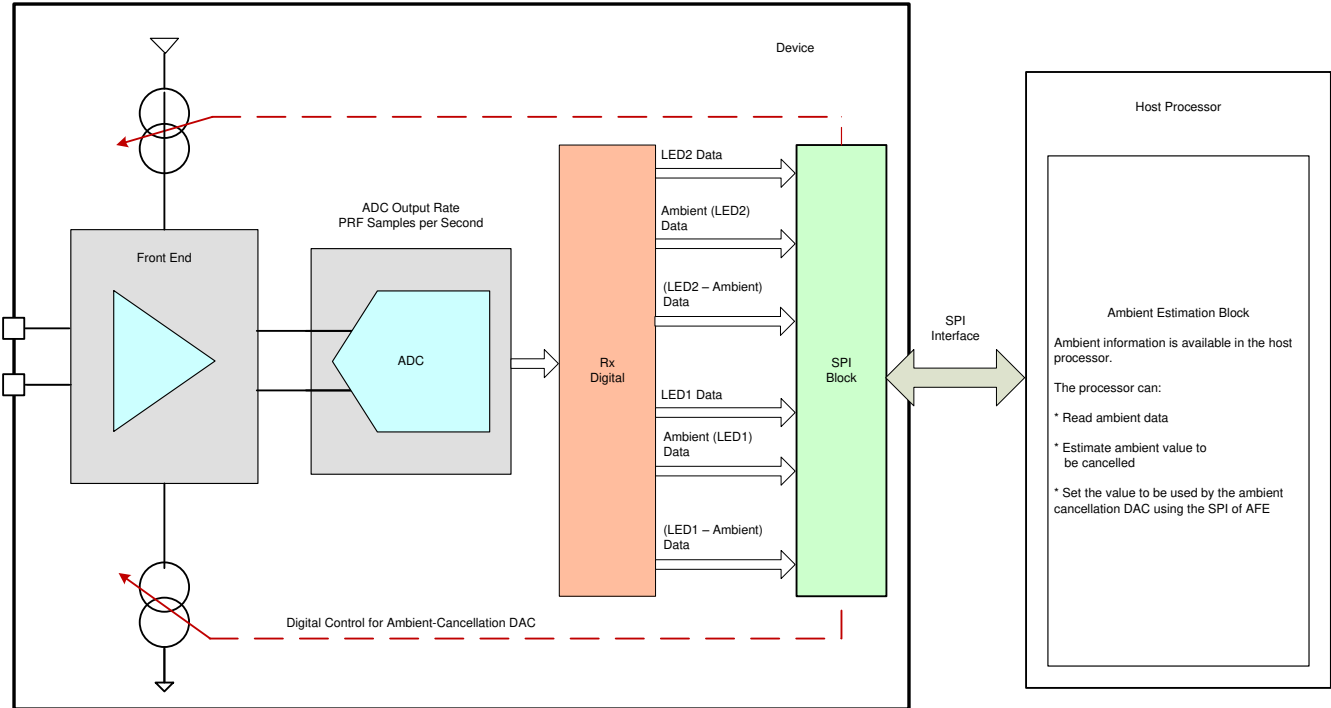 Device
Host Processor
LED2 Data
ADC Output Rate
PRF Samples per Second
Ambient (LED2)
Data
Front End
(LED2 – Ambient)
Data
ADC
Rx
Digital
SPI
Block
SPI
Interface
LED1 Data
Ambient (LED1)
Data
(LED1 – Ambient)
Data
Digital Control for Ambient-Cancellation DAC
Ambient Estimation Block
Ambient information is available in the host
processor.
The processor can:
* Read ambient data
* Estimate ambient value to
be cancelled
* Set the value to be used by the ambient
cancellation DAC using the SPI of AFE